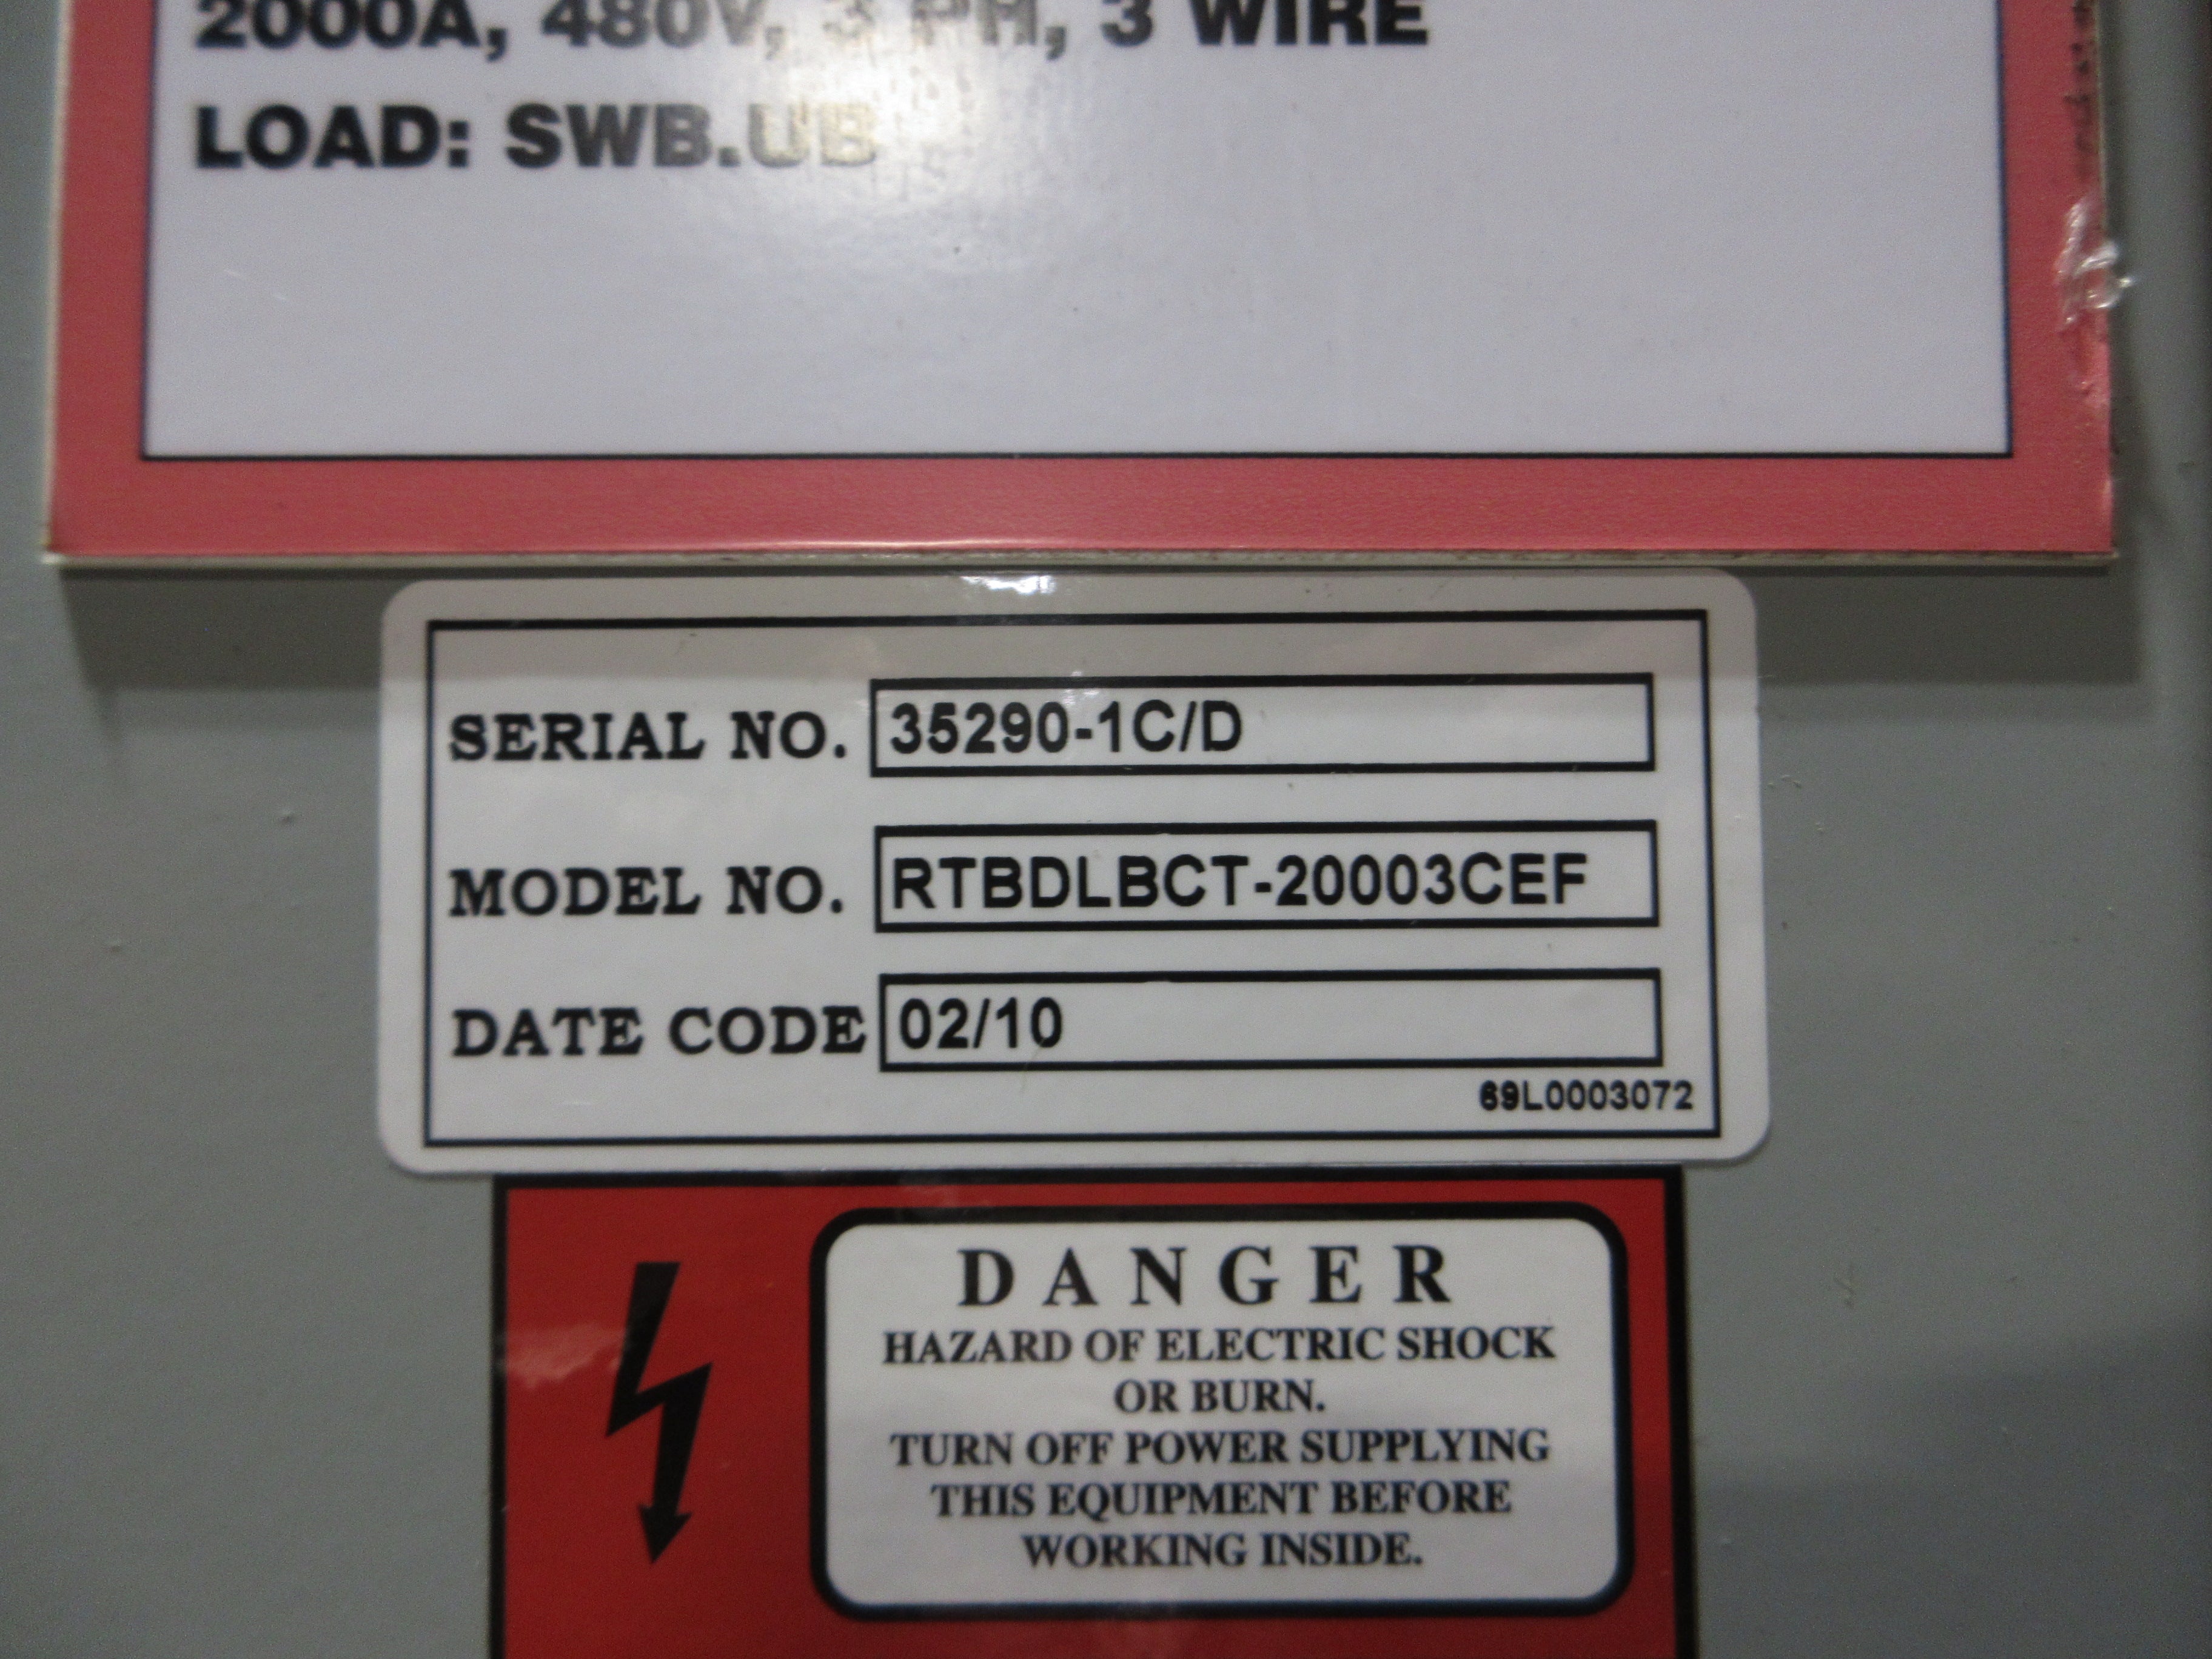 2000A, 480V, 3 PH, 3 WIRE
LOAD: SWB.UB
SERIAL NO. 35290-1C/D
MODEL NO. RTBDLBCT-20003CEF
DATE CODE 02/10
69L0003072
DANGER
HAZARD OF ELECTRIC SHOCK
OR BURN.
TURN OFF POWER SUPPLYING
THIS EQUIPMENT BEFORE
WORKING INSIDE.